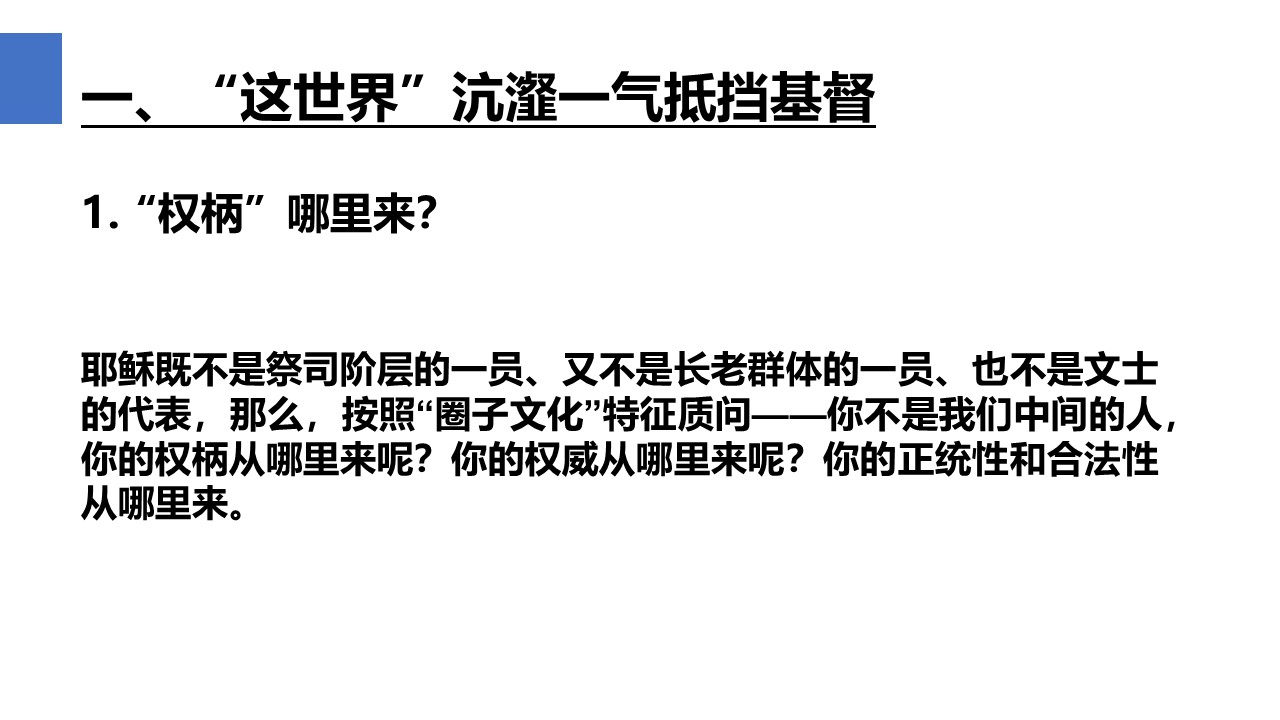 一、“这世界”沆瀣一气抵挡基督
1.“权柄”哪里来？
耶稣既不是祭司阶层的一员、又不是长老群体的一员、也不是文士
的代表，那么，按照“圈子文化”特征质问——你不是我们中间的人，
你的权柄从哪里来呢？你的权威从哪里来呢？你的正统性和合法性
从哪里来。